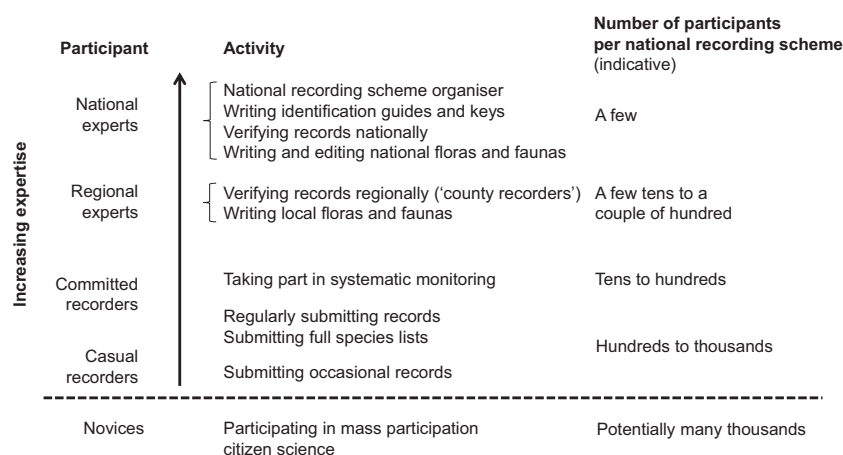 Participant
Activity
Number of participants
per national recording scheme
(indicative)
Increasing expertise
National
experts
National recording scheme organiser
Writing identification guides and keys
Verifying records nationally
Writing and editing national floras and faunas
A few
Regional
experts
Verifying records regionally (‘county recorders’)
Writing local floras and faunas
A few tens to a
couple of hundred
Committed
recorders
Taking part in systematic monitoring
Tens to hundreds
Regularly submitting records
Submitting full species lists
Hundreds to thousands
Casual
recorders
Submitting occasional records
Novices
Participating in mass participation
citizen science
Potentially many thousands